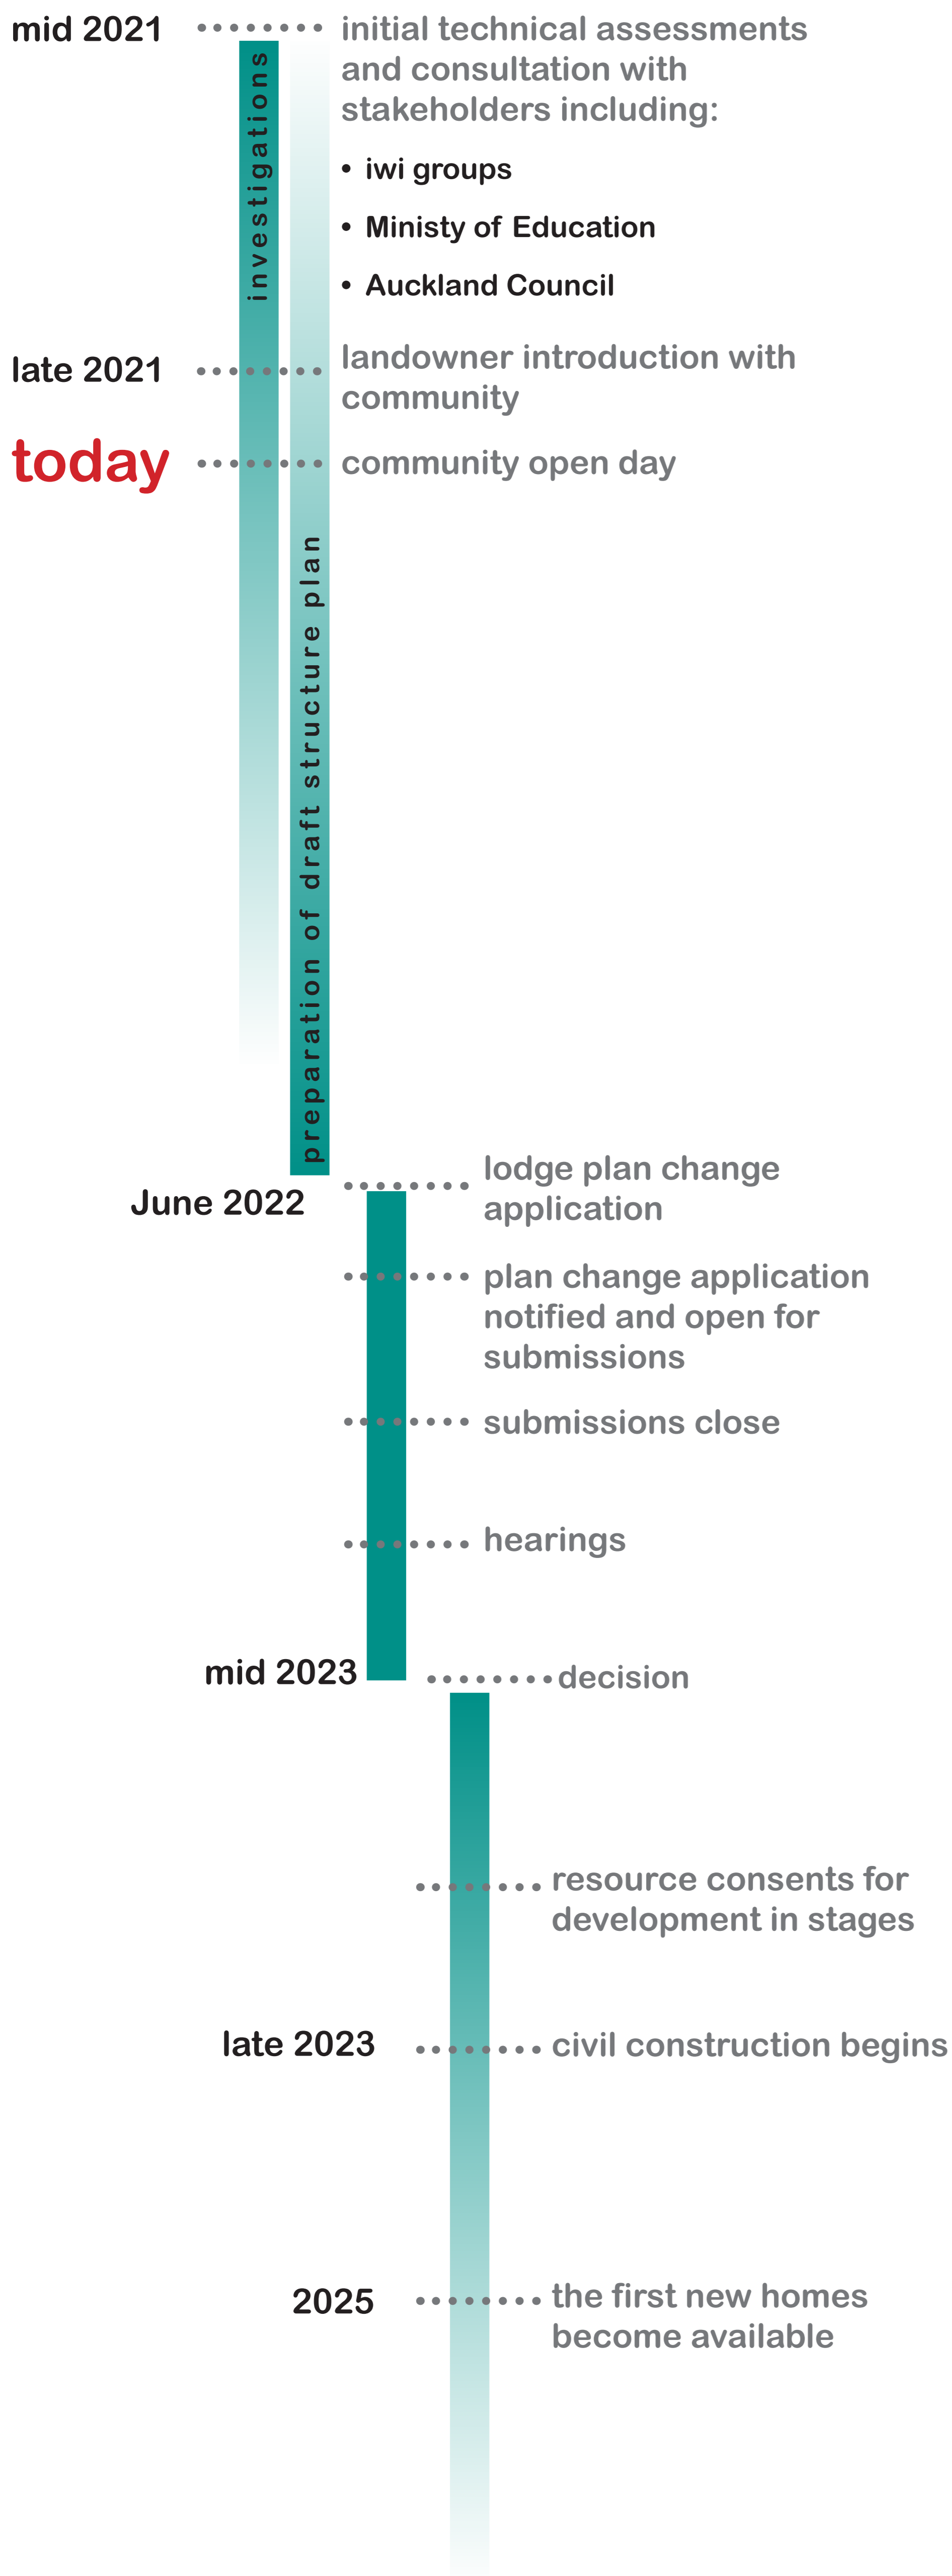 mid 2021
initial technical assessments
and consultation with
stakeholders including:
• iwi groups
• Ministy of Education
• Auckland Council
investigations
late 2021
landowner introduction with
community
today
community open day
preparation of draft structure plan
June 2022
lodge plan change
application
plan change application
notified and open for
submissions
submissions close
hearings
mid 2023
decision
resource consents for
development in stages
late 2023
civil construction begins
2025
the first new homes
become available